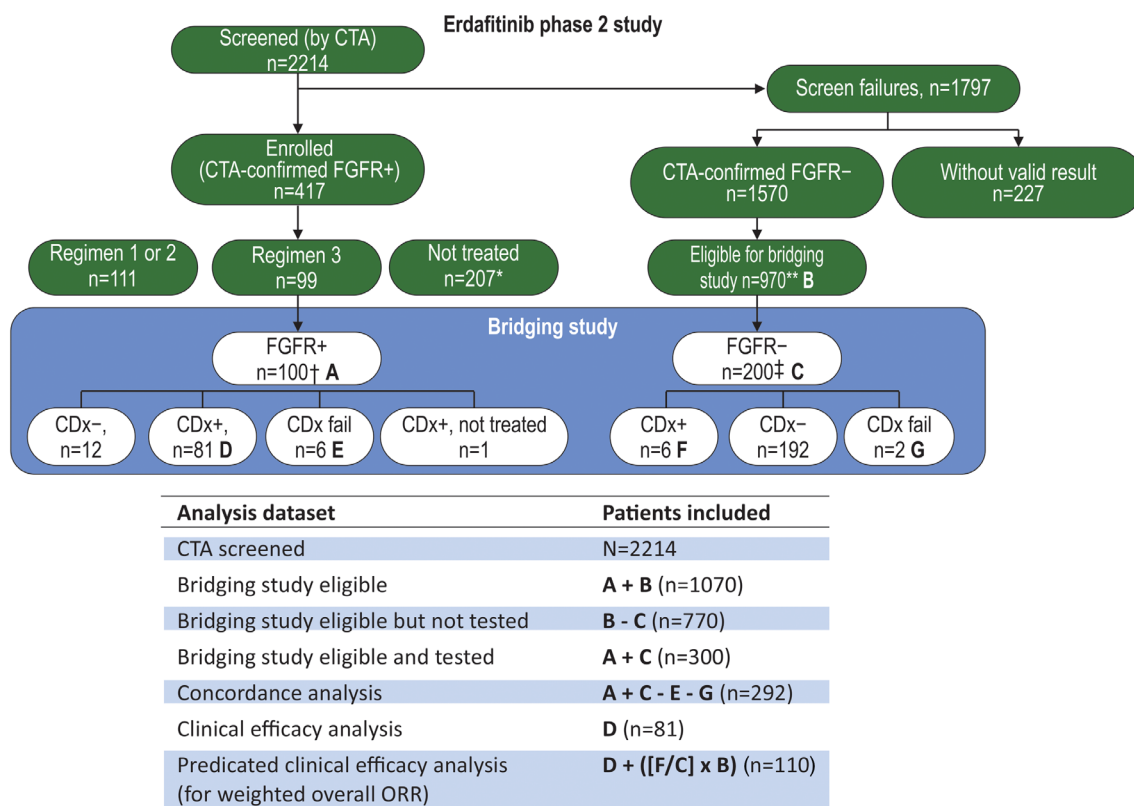 Erdafitinib phase 2 study
Screened (by CTA)
n=2214
Screen failures, n=1797
Enrolled
(CTA-confirmed FGFR+)
n=417
CTA-confirmed FGFR−
n=1570
Without valid result
n=227
Regimen 1 or 2
n=111
Regimen 3
n=99
Not treated
n=207*
Eligible for bridging
study n=970** B
Bridging study
FGFR+
n=100† A
FGFR−
n=200‡ C
CDx−,
n=12
CDx+,
n=81 D
CDx fail
n=6 E
CDx+, not treated
n=1
CDx+
n=6 F
CDx−
n=192
CDx fail
n=2 G
Analysis dataset Patients included
CTA screened N=2214
Bridging study eligible A + B (n=1070)
Bridging study eligible but not tested B - C (n=770)
Bridging study eligible and tested A + C (n=300)
Concordance analysis A + C - E - G (n=292)
Clinical efficacy analysis D (n=81)
Predicated clinical efficacy analysis D + ([F/C] x B) (n=110)
(for weighted overall ORR)